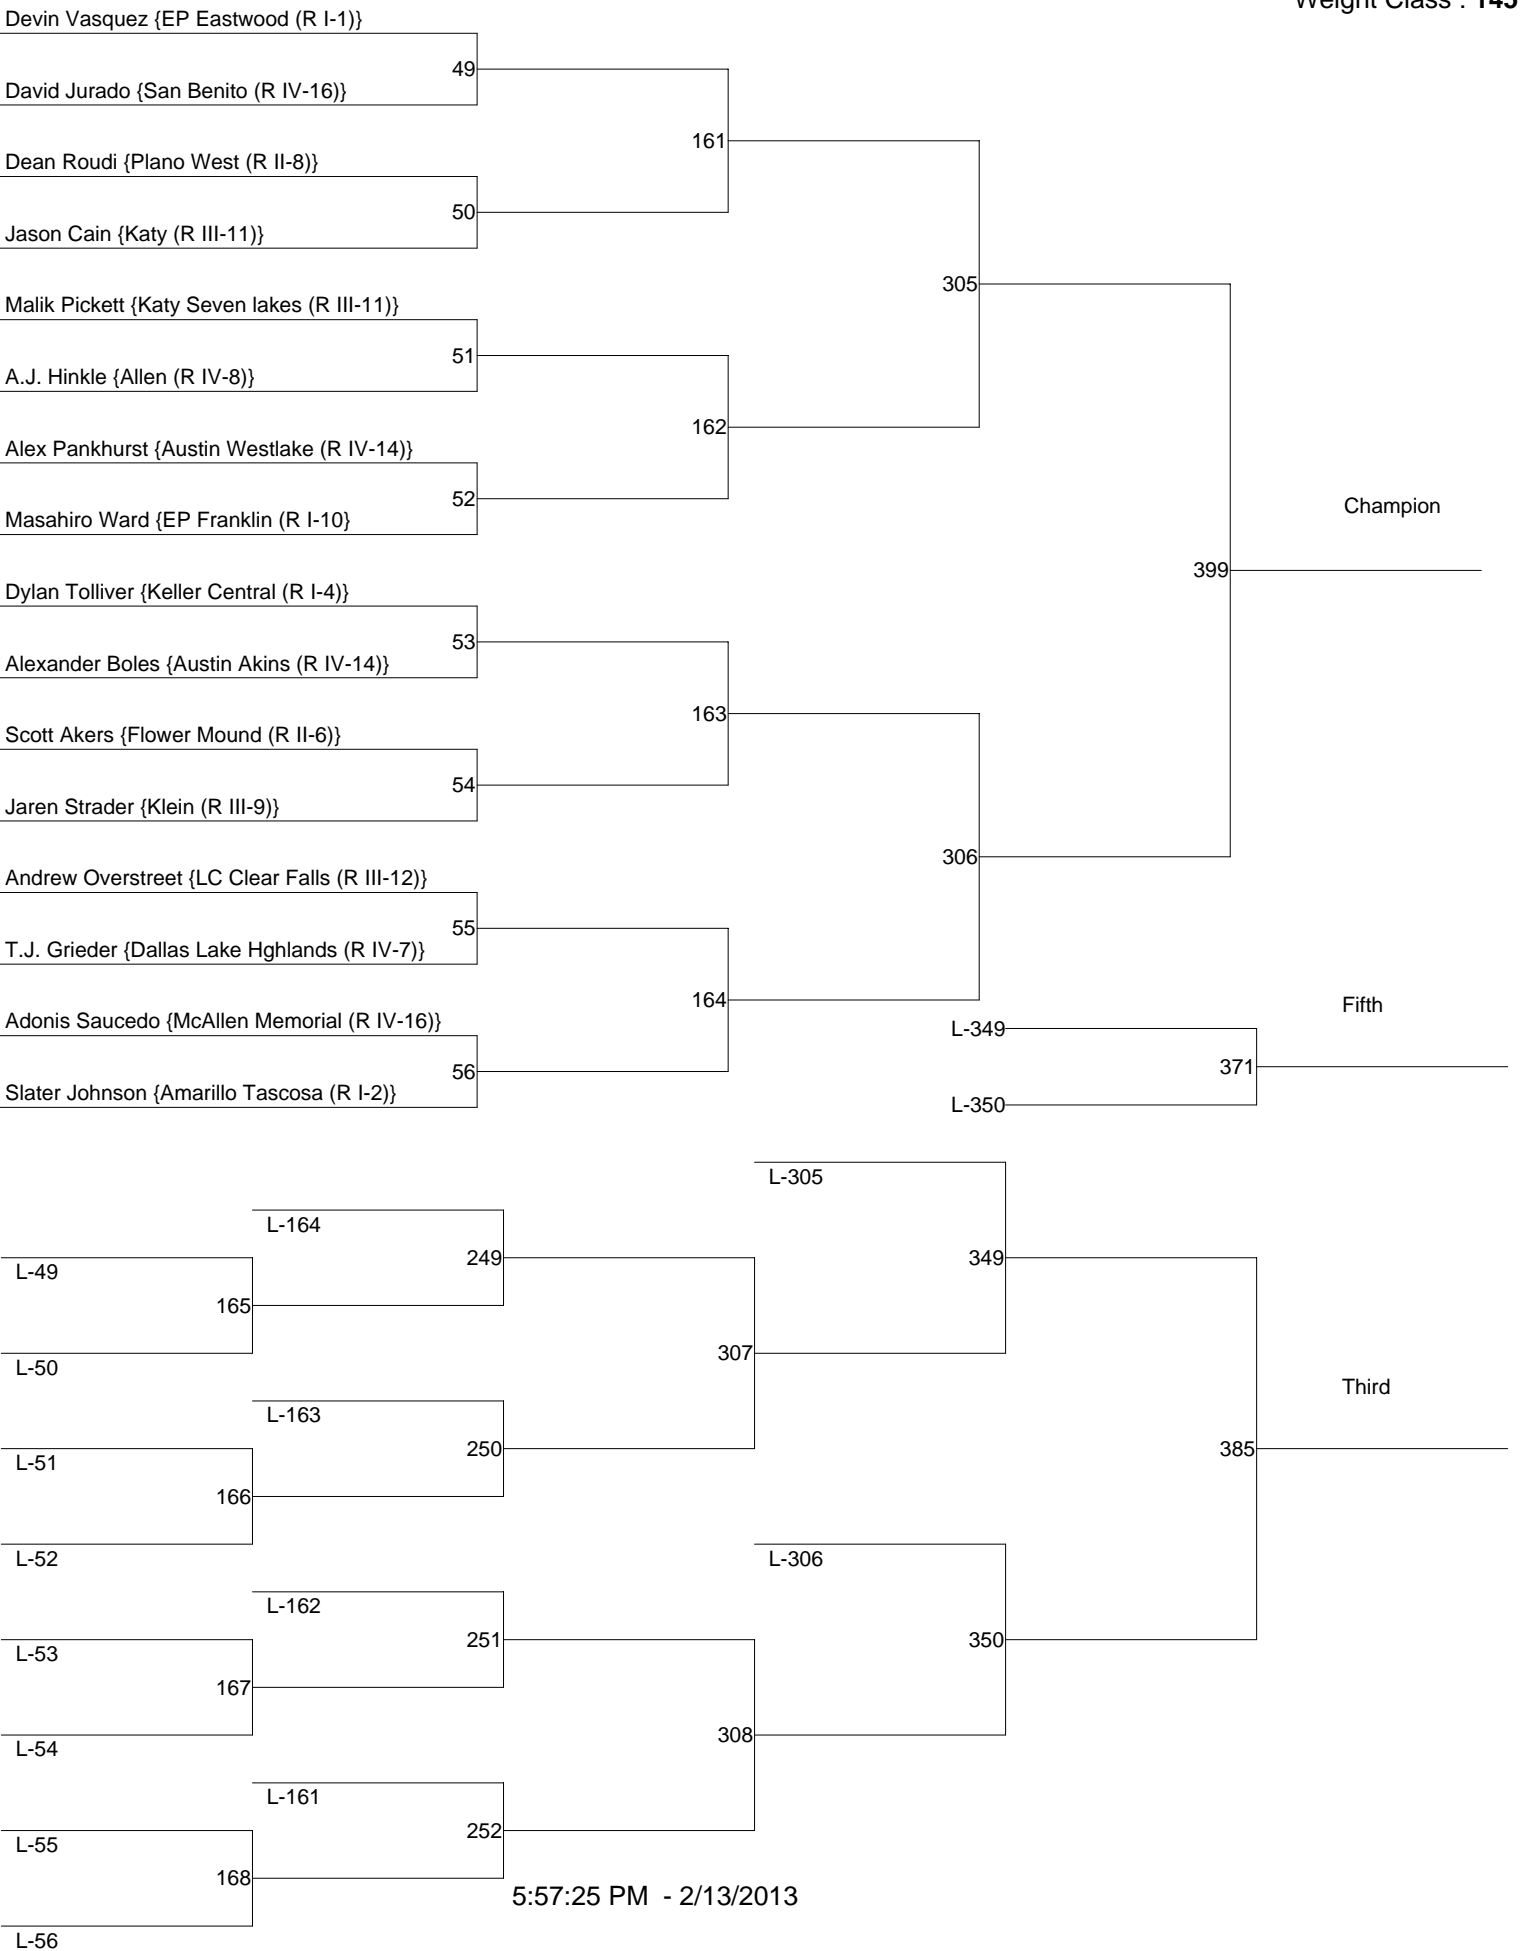 Weight Class : 145
Devin Vasquez {EP Eastwood (R I-1)}
49
David Jurado {San Benito (R IV-16)}
161
Dean Roudi {Plano West (R II-8)}
50
Jason Cain {Katy (R III-11)}
305
Malik Pickett {Katy Seven lakes (R III-11)}
51
A.J. Hinkle {Allen (R IV-8)}
162
Alex Pankhurst {Austin Westlake (R IV-14)}
52
Champion
Masahiro Ward {EP Franklin (R I-10}
399
Dylan Tolliver {Keller Central (R I-4)}
53
Alexander Boles {Austin Akins (R IV-14)}
163
Scott Akers {Flower Mound (R II-6)}
54
Jaren Strader {Klein (R III-9)}
306
Andrew Overstreet {LC Clear Falls (R III-12)}
55
T.J. Grieder {Dallas Lake Hghlands (R IV-7)}
164
Fifth
Adonis Saucedo {McAllen Memorial (R IV-16)}
L-349
371
56
Slater Johnson {Amarillo Tascosa (R I-2)}
L-350
L-305
L-164
249
349
L-49
165
307
L-50
Third
L-163
250
385
L-51
166
L-52
L-306
L-162
251
350
L-53
167
308
L-54
L-161
252
L-55
168
5:57:25 PM - 2/13/2013
L-56